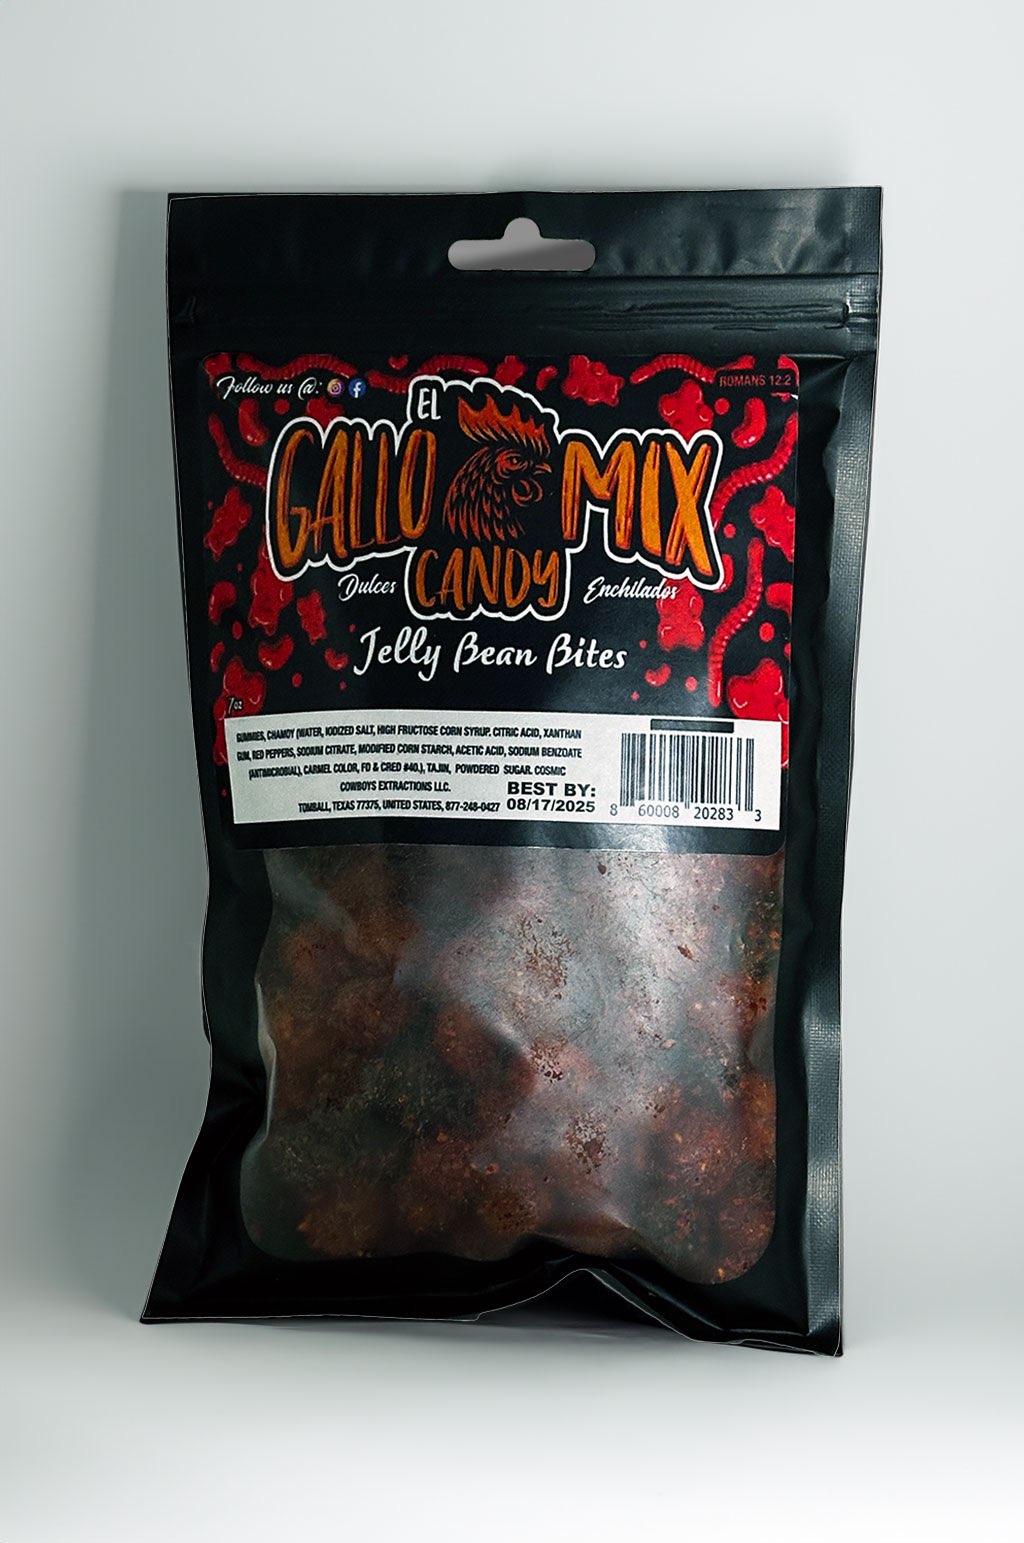 Follow us @:
ROMANS 12:2
EL
GALLO MIX
CANDY
Dulces Enchilados
Jelly Bean Bites
7oz
GUMMIES, CHAMOY (WATER, IODIZED SALT, HIGH FRUCTOSE CORN SYRUP, CITRIC ACID, XANTHAN
GUM, RED PEPPERS, SODIUM CITRATE, MODIFIED CORN STARCH, ACETIC ACID, SODIUM BENZOATE
(ANTIMICROBIAL), CARMEL COLOR, FD & CRED #40.), TAJIN, POWDERED SUGAR. COSMIC
COWBOYS EXTRACTIONS LLC.
TOMBALL, TEXAS 77375, UNITED STATES, 877-248-0427
BEST BY:
08/17/2025
8 60008 20283 3